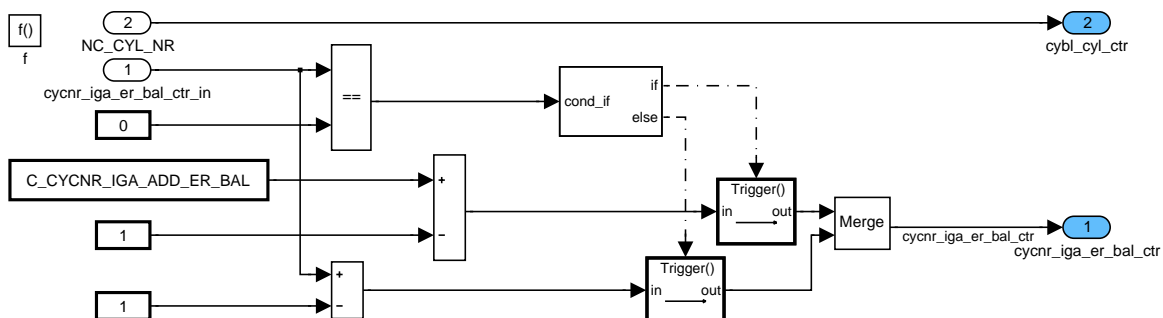 f()
f
2
NC_CYL_NR
2
cybl_cyl_ctr
1
cycnr_iga_er_bal_ctr_in
==
cond_if
if
else
0
C_CYCNR_IGA_ADD_ER_BAL
+
−
1
Trigger()
in
out
Merge
cycnr_iga_er_bal_ctr
1
cycnr_iga_er_bal_ctr
Trigger()
in
out
+
−
1